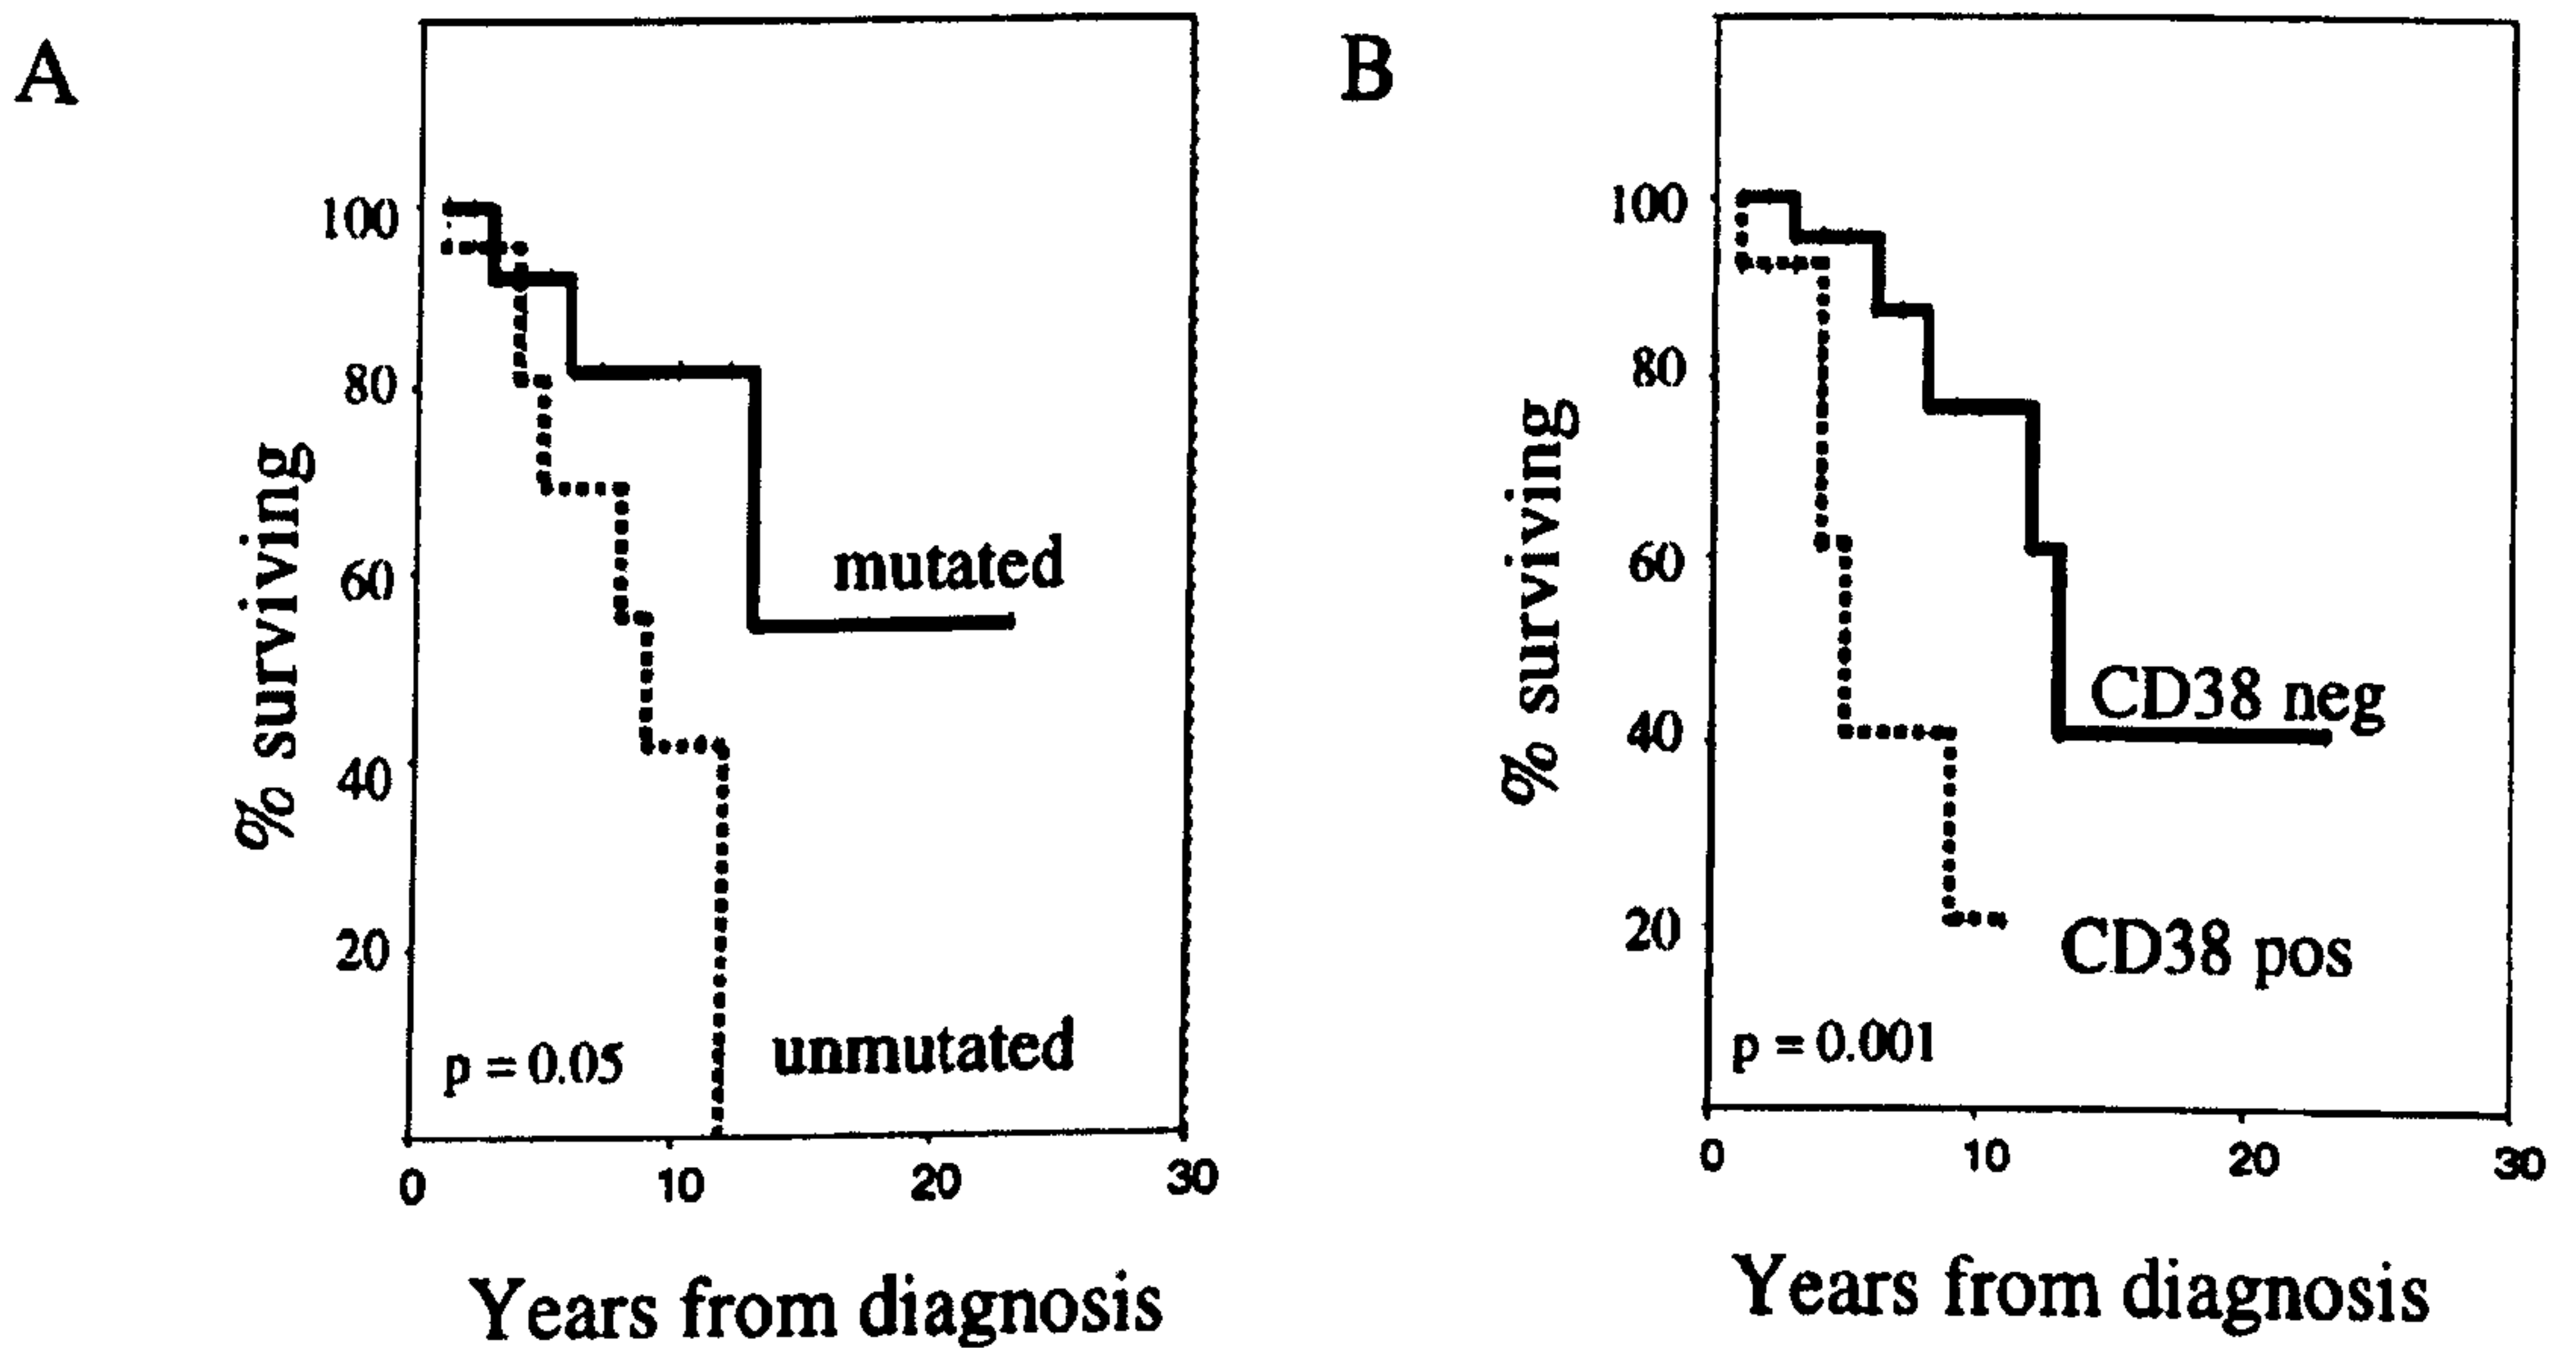 A
100
80
60
40
20
% surviving
mutated
unmutated
p = 0.05
0 10 20 30
Years from diagnosis
B
100
80
60
40
20
% surviving
CD38 neg
CD38 pos
p = 0.001
0 10 20 30
Years from diagnosis